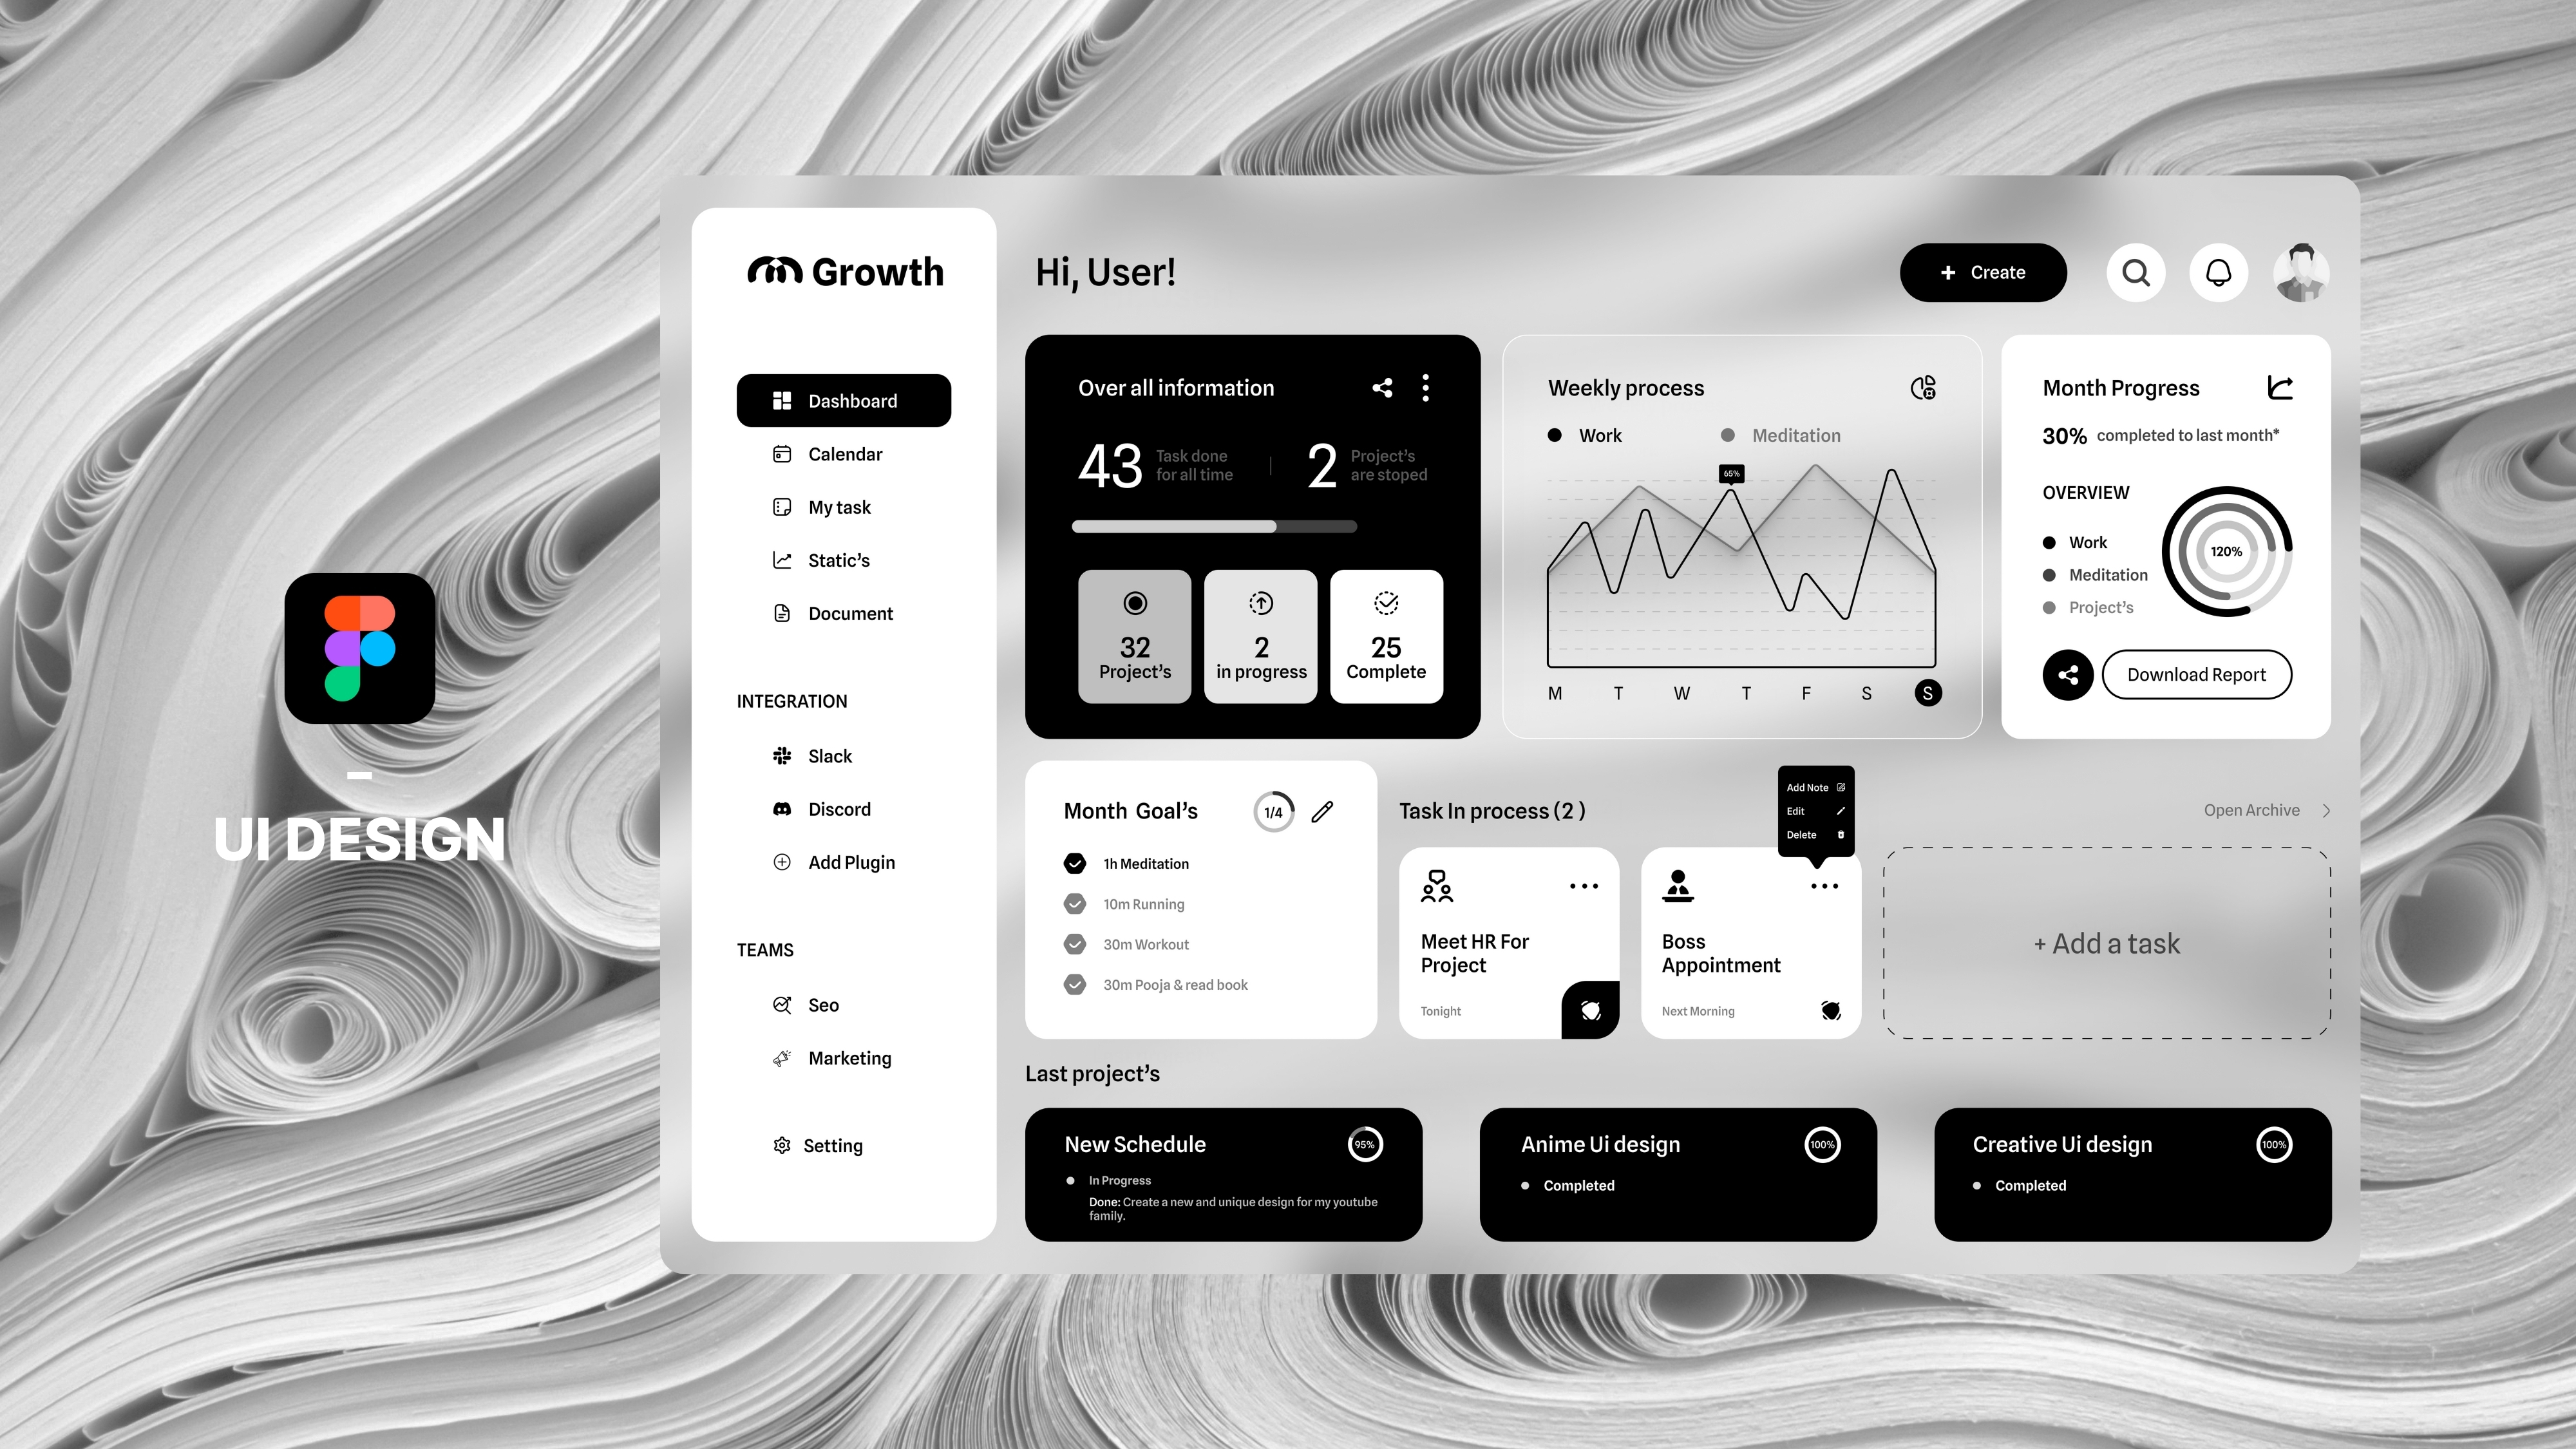 UI DESIGN
Growth
Dashboard
Calendar
My task
Static's
Document
INTEGRATION
Slack
Discord
Add Plugin
TEAMS
Seo
Marketing
Setting
Hi, User!
+ Create
Over all information
43 Task done
for all time
2 Project's
are stoped
32
Project's
2
in progress
25
Complete
Weekly process
Work
Meditation
65%
M T W T F S S
Month Progress
30% completed to last month*
OVERVIEW
Work
Meditation
Project's
120%
Download Report
Month Goal's
1/4
1h Meditation
10m Running
30m Workout
30m Pooja & read book
Task In process (2 )
Add Note
Edit
Delete
Open Archive
Meet HR For
Project
Tonight
Boss
Appointment
Next Morning
+ Add a task
Last project's
New Schedule
95%
In Progress
Done: Create a new and unique design for my youtube
family.
Anime Ui design
100%
Completed
Creative Ui design
100%
Completed